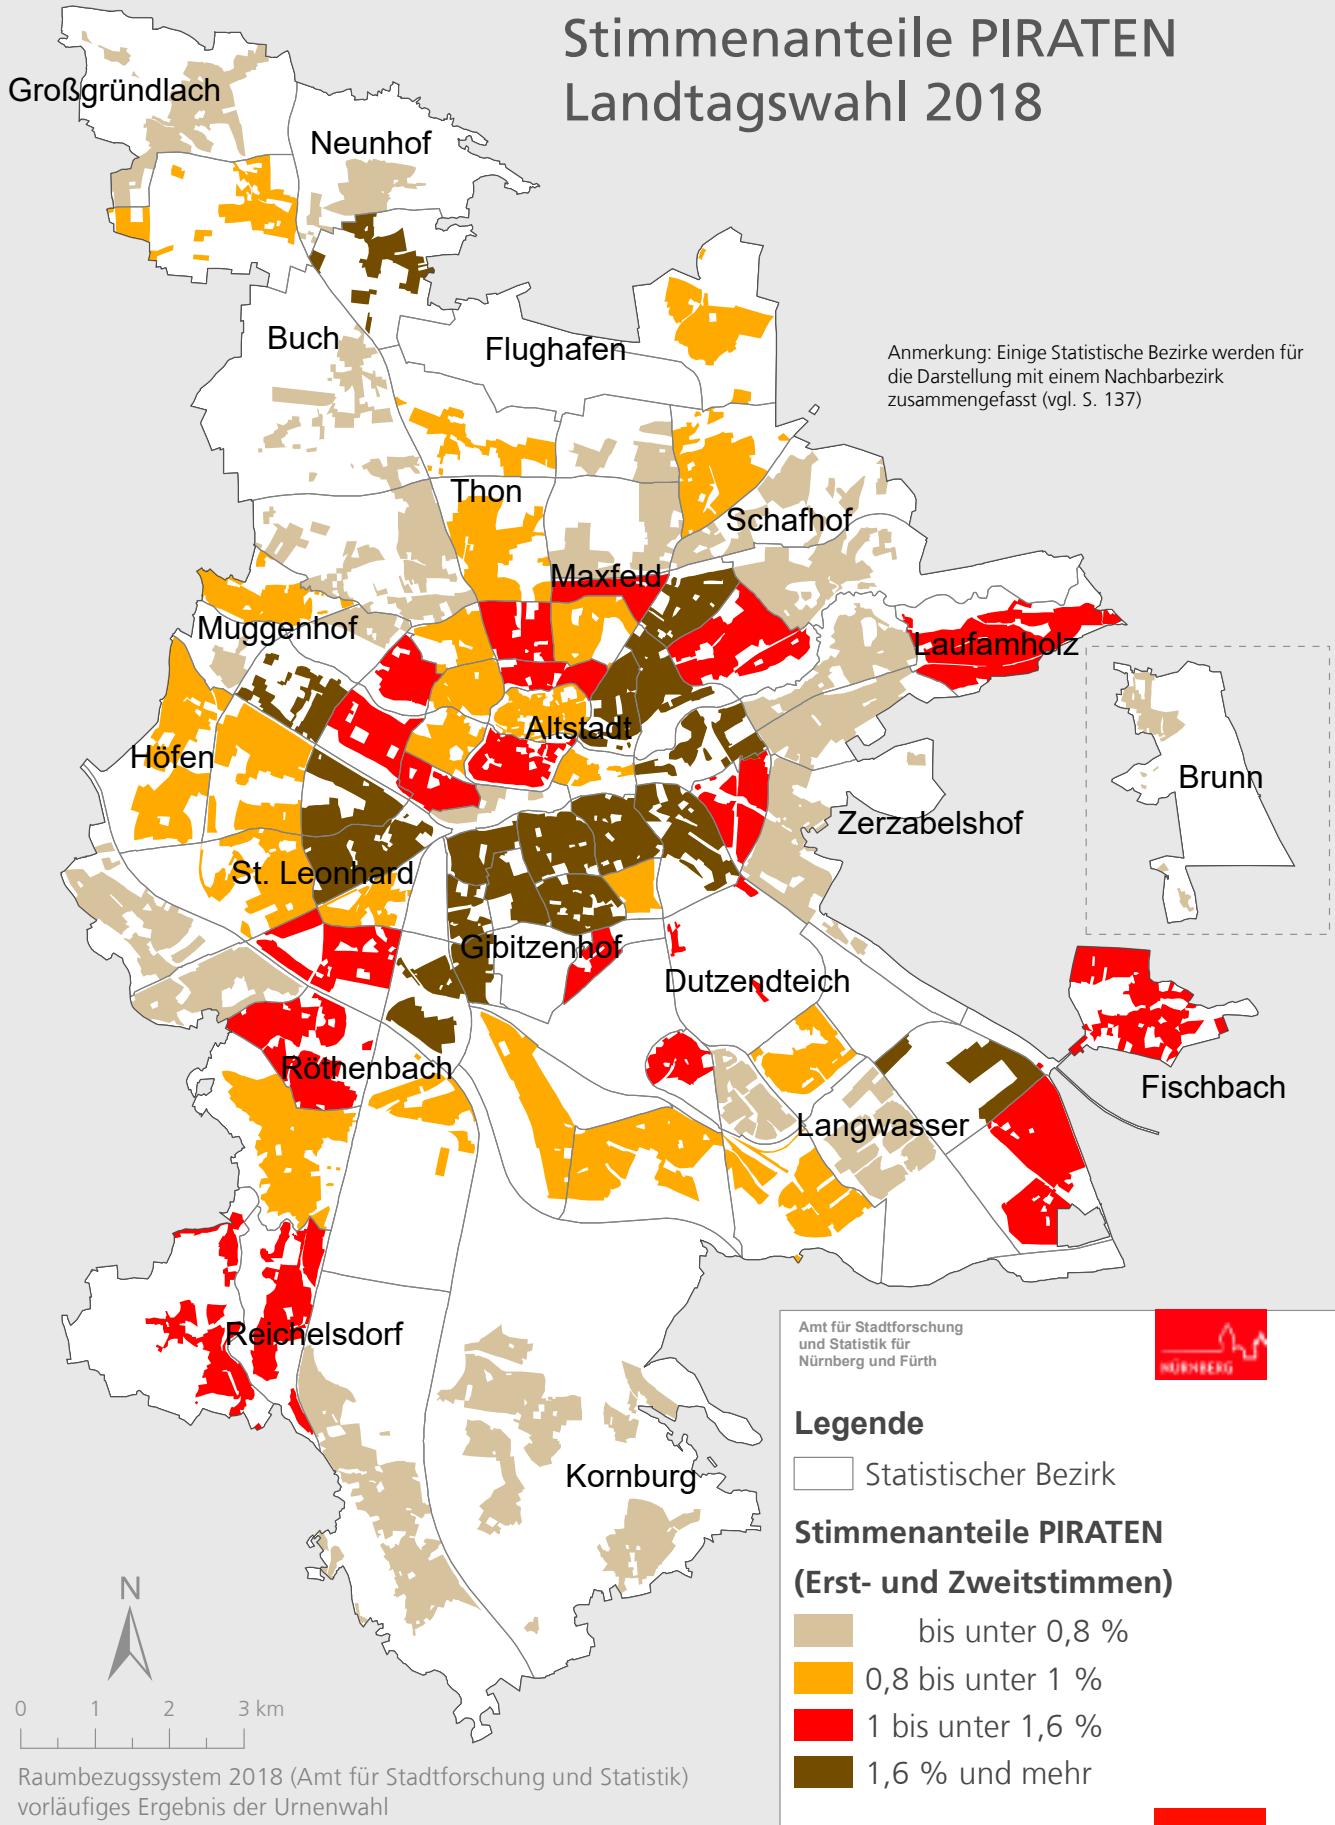 Stimmenanteile PIRATEN
Landtagswahl 2018
Großgründlach
Neunhof
Buch
Flughafen
Anmerkung: Einige Statistische Bezirke werden für
die Darstellung mit einem Nachbarbezirk
zusammengefasst (vgl. S. 137)
Thon
Schafhof
Maxfeld
Muggenhof
Laufamholz
Altstadt
Höfen
Brunn
Zerzabelshof
St. Leonhard
Gibitzenhof
Dutzendteich
Röthenbach
Fischbach
Langwasser
Reichelsdorf
Kornburg
Amt für Stadtforschung
und Statistik für
Nürnberg und Fürth
NÜRNBERG
Legende
Statistischer Bezirk
Stimmenanteile PIRATEN
(Erst- und Zweitstimmen)
bis unter 0,8 %
0,8 bis unter 1 %
1 bis unter 1,6 %
1,6 % und mehr
N
0 1 2 3 km
Raumbezugssystem 2018 (Amt für Stadtforschung und Statistik)
vorläufiges Ergebnis der Urnenwahl